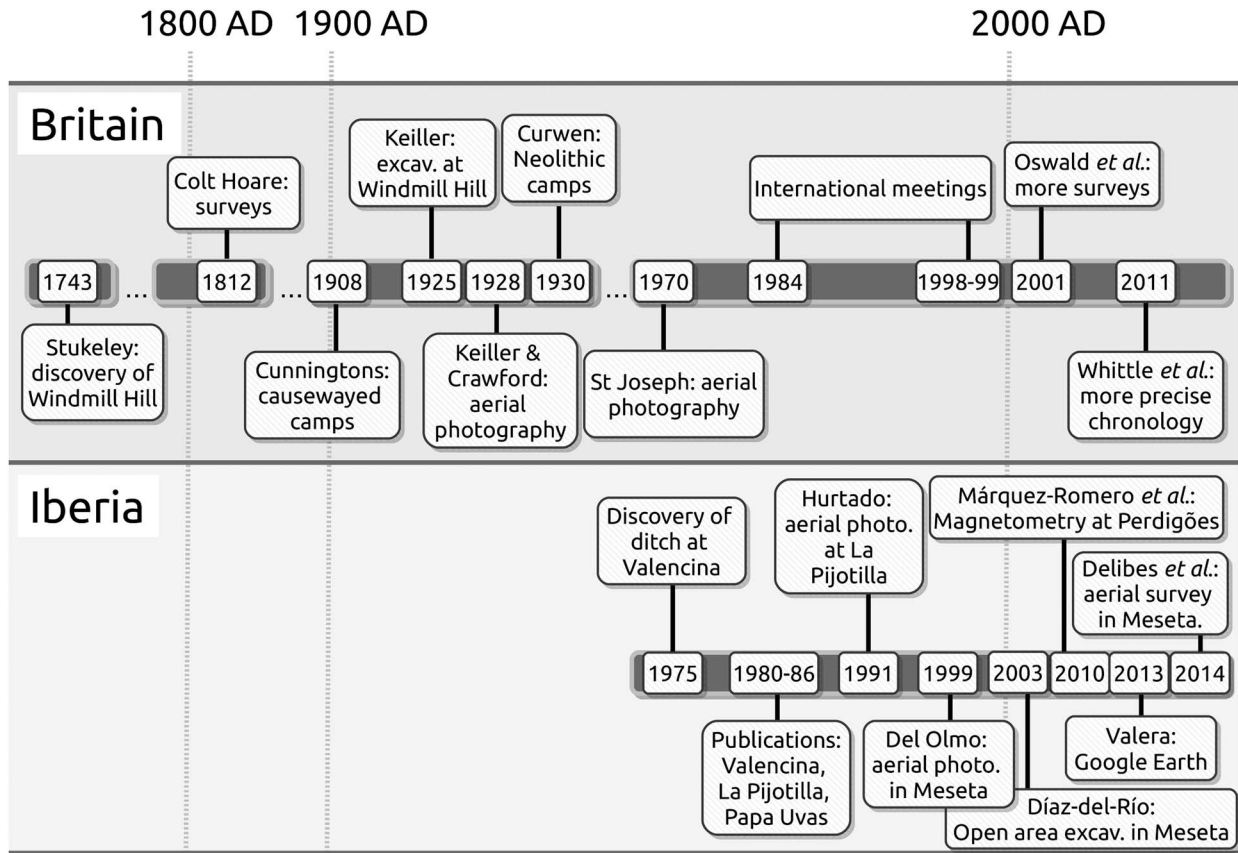 1800 AD
1900 AD
2000 AD
Britain
Colt Hoare:
surveys
Keiller:
excav. at
Windmill Hill
Curwen:
Neolithic
camps
International meetings
Oswald et al.:
more surveys
1743
...
1812
...
1908
1925
1928
1930
...
1970
1984
1998-99
2001
2011
Stukeley:
discovery of
Windmill Hill
Cunningtons:
causewayed
camps
Keiller &
Crawford:
aerial
photography
St Joseph: aerial
photography
Whittle et al.:
more precise
chronology
Iberia
Discovery of
ditch at
Valencina
Hurtado:
aerial photo.
at La
Pijotilla
Márquez-Romero et al.:
Magnetometry at Perdigões
Delibes et al.:
aerial survey
in Meseta.
1975
1980-86
1991
1999
2003
2010
2013
2014
Publications:
Valencina,
La Pijotilla,
Papa Uvas
Del Olmo:
aerial photo.
in Meseta
Valera:
Google Earth
Díaz-del-Río:
Open area excav. in Meseta